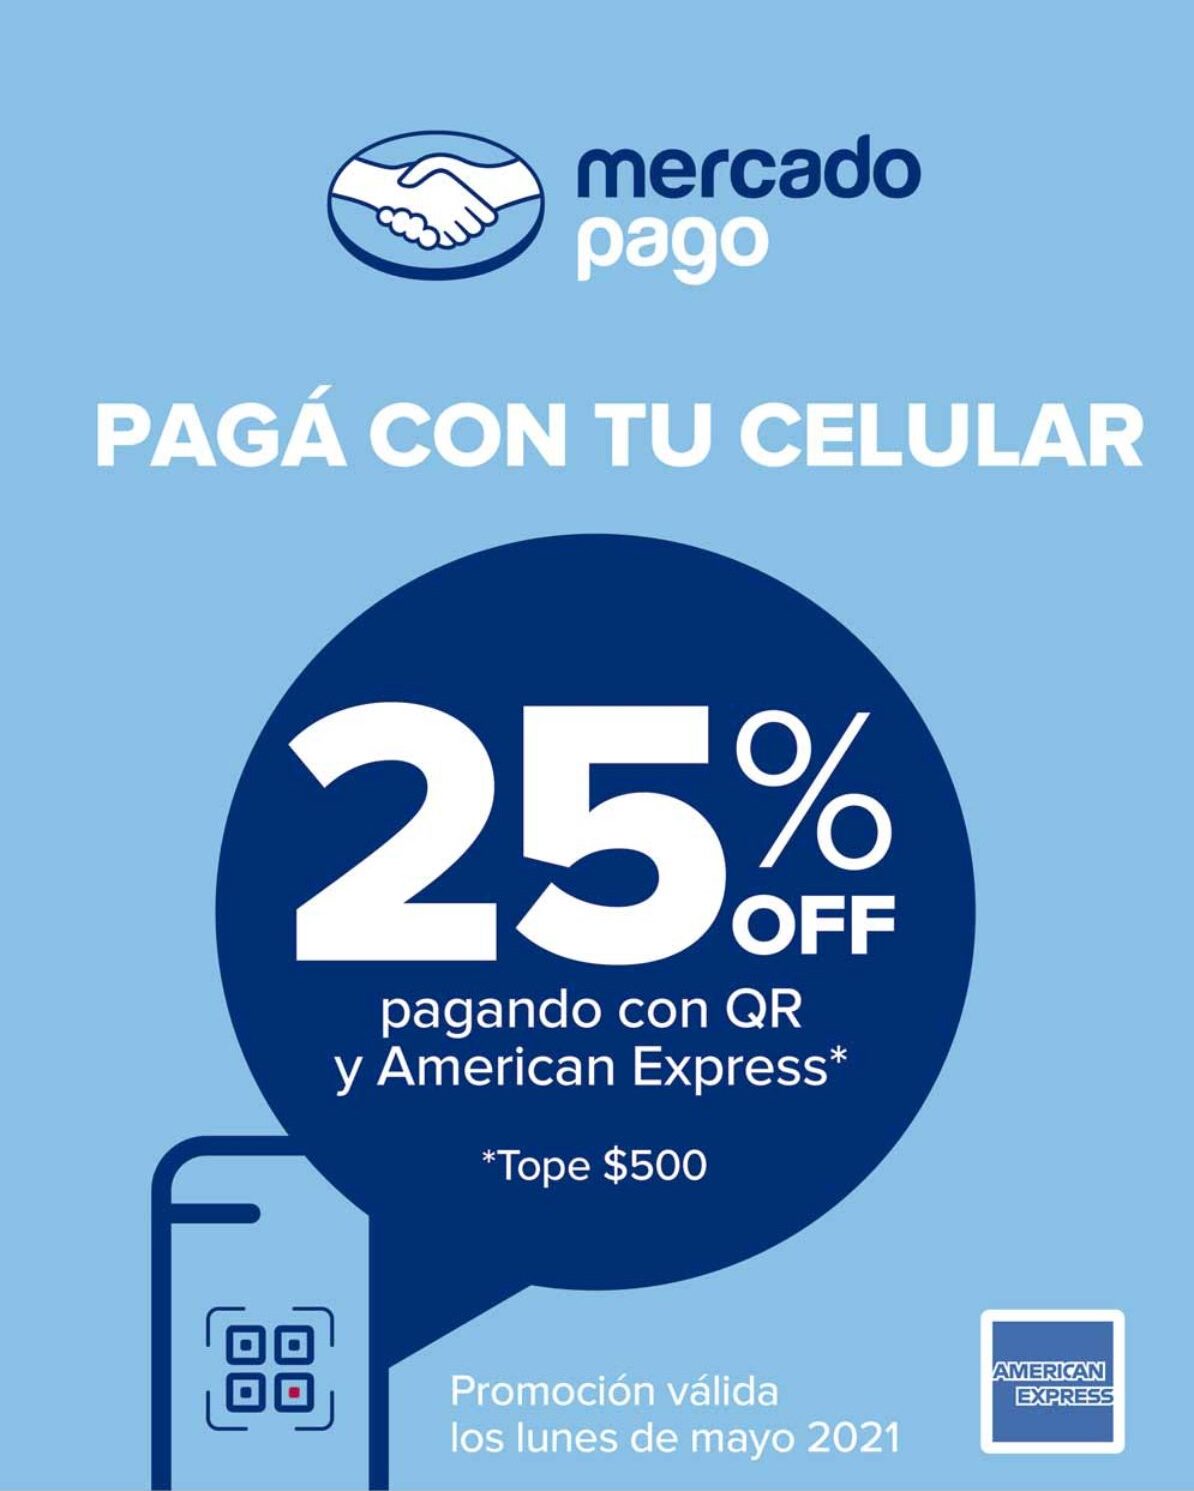 mercado
pago
PAGÁ CON TU CELULAR
25%
OFF
pagando con QR
y American Express*
*Tope $500
Promoción válida
los lunes de mayo 2021
AMERICAN
EXPRESS